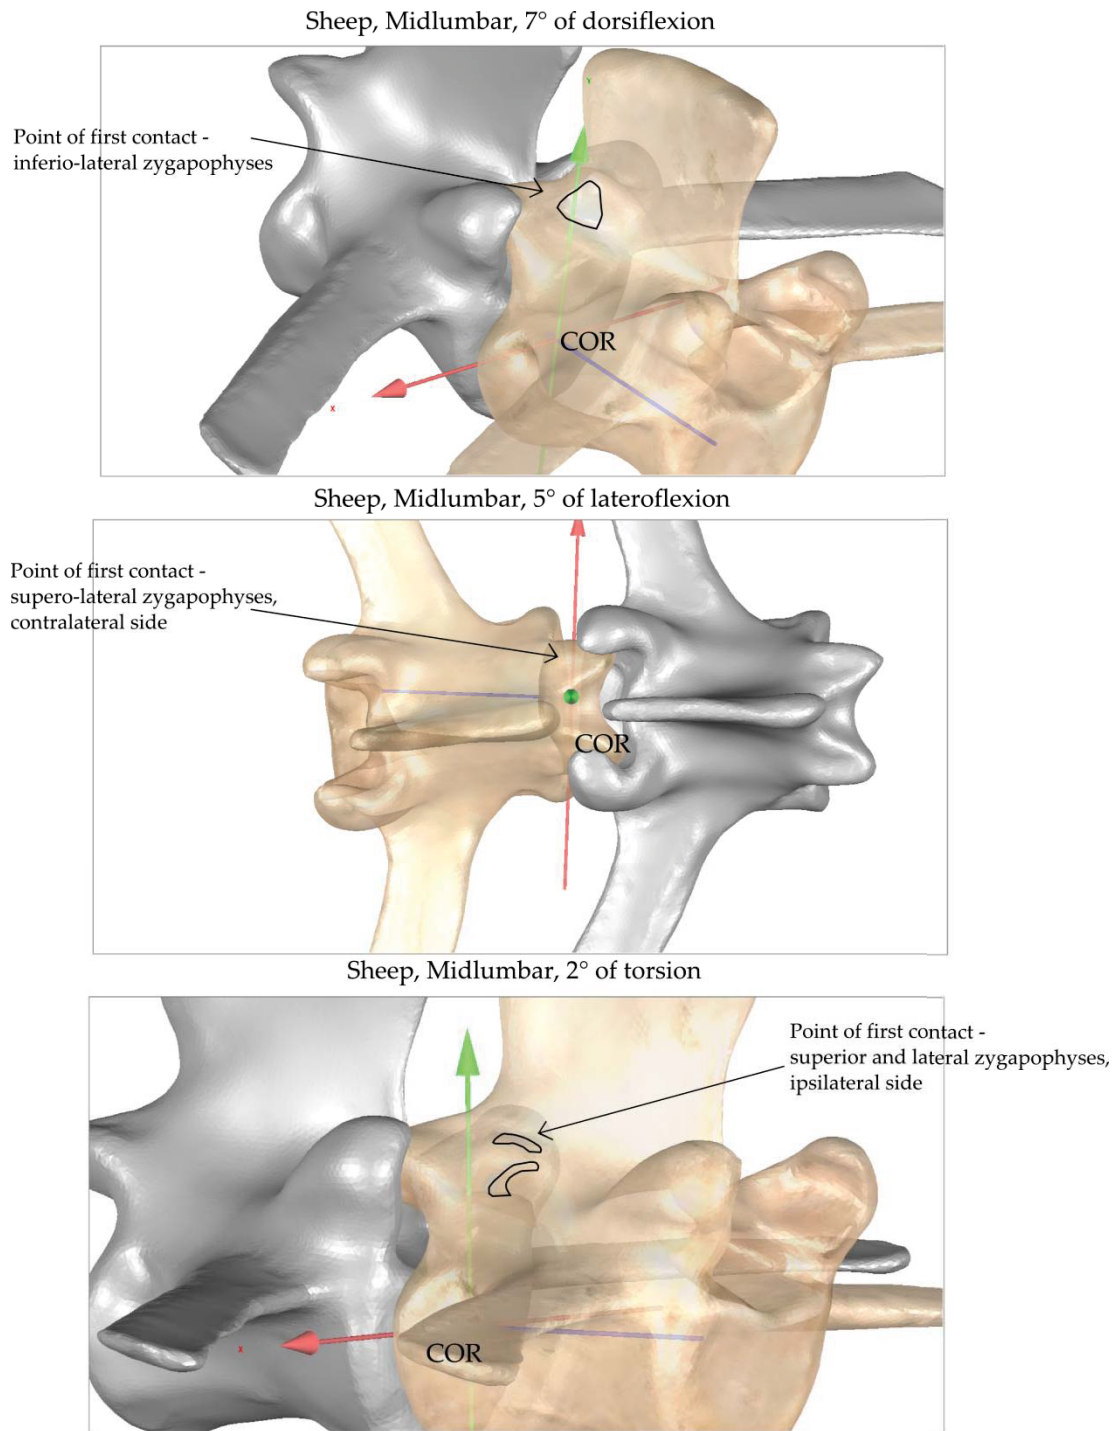 Sheep, Midlumbar, 7° of dorsiflexion
Y
Point of first contact -
inferio-lateral zygapophyses
COR
X
Sheep, Midlumbar, 5° of lateroflexion
Point of first contact -
supero-lateral zygapophyses,
contralateral side
COR
Sheep, Midlumbar, 2° of torsion
Point of first contact -
superior and lateral zygapophyses,
ipsilateral side
X
COR